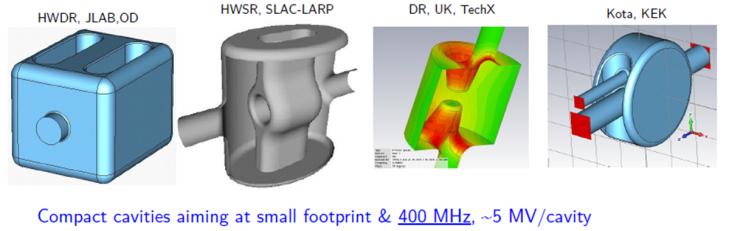 HWDR, JLAB,OD
HWSR, SLAC-LARP
DR, UK, TechX
Kota, KEK
Compact cavities aiming at small footprint & 400 MHz, ~5 MV/cavity